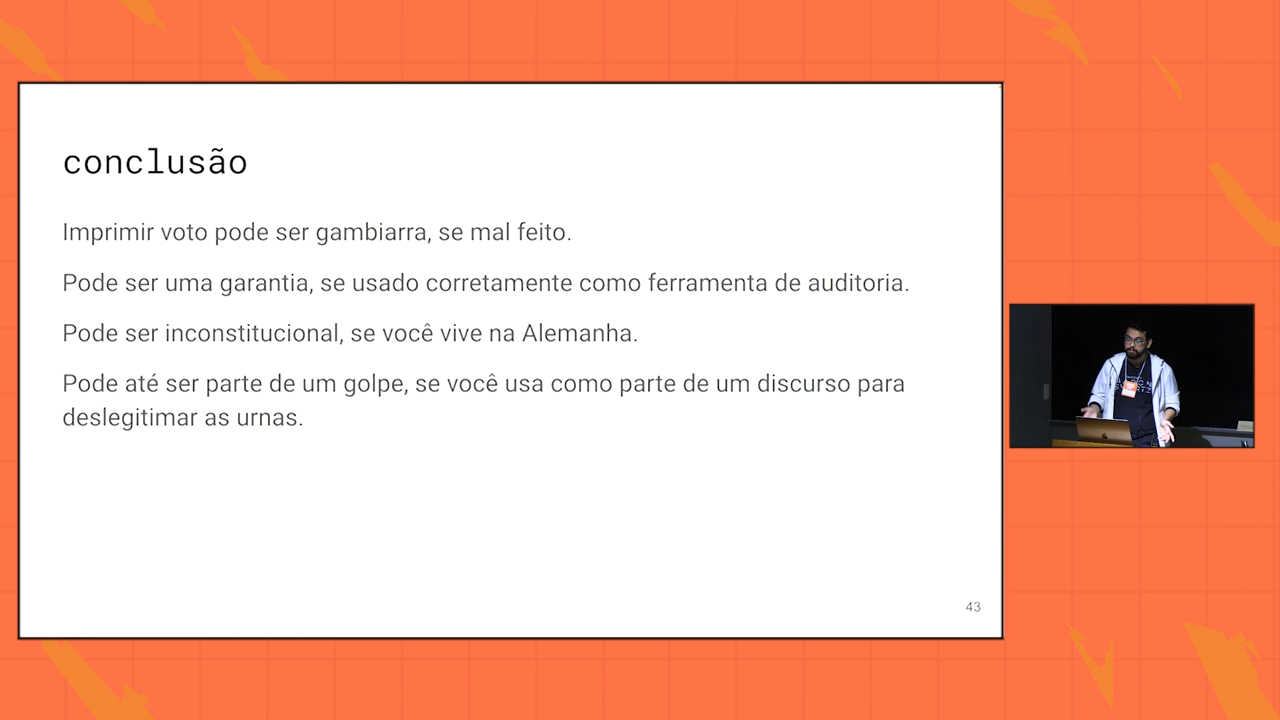 conclusão
Imprimir voto pode ser gambiarra, se mal feito.
Pode ser uma garantia, se usado corretamente como ferramenta de auditoria.
Pode ser inconstitucional, se você vive na Alemanha.
Pode até ser parte de um golpe, se você usa como parte de um discurso para
deslegitimar as urnas.
43